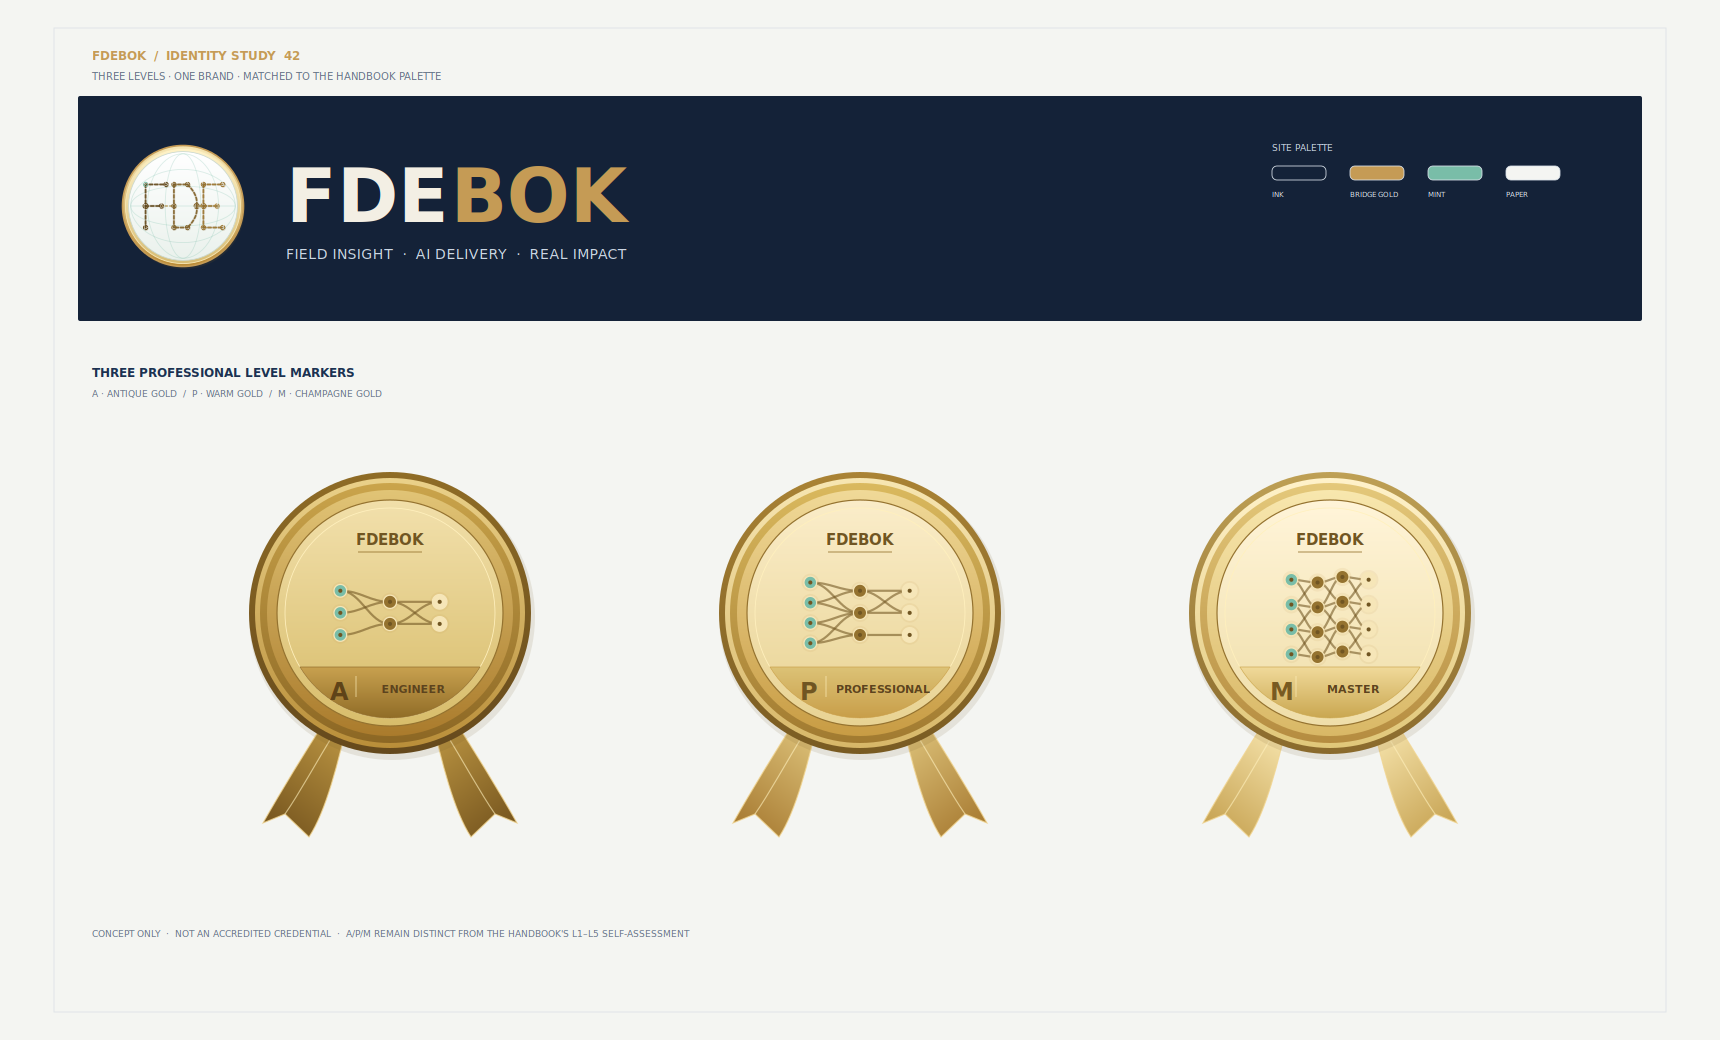 FDEBOK / IDENTITY STUDY 42
THREE LEVELS · ONE BRAND · MATCHED TO THE HANDBOOK PALETTE
FDE
FDEBOK
FIELD INSIGHT · AI DELIVERY · REAL IMPACT
SITE PALETTE
INK
BRIDGE GOLD
MINT
PAPER
THREE PROFESSIONAL LEVEL MARKERS
A · ANTIQUE GOLD / P · WARM GOLD / M · CHAMPAGNE GOLD
FDEBOK
A ENGINEER
FDEBOK
P PROFESSIONAL
FDEBOK
M MASTER
CONCEPT ONLY · NOT AN ACCREDITED CREDENTIAL · A/P/M REMAIN DISTINCT FROM THE HANDBOOK'S L1–L5 SELF-ASSESSMENT